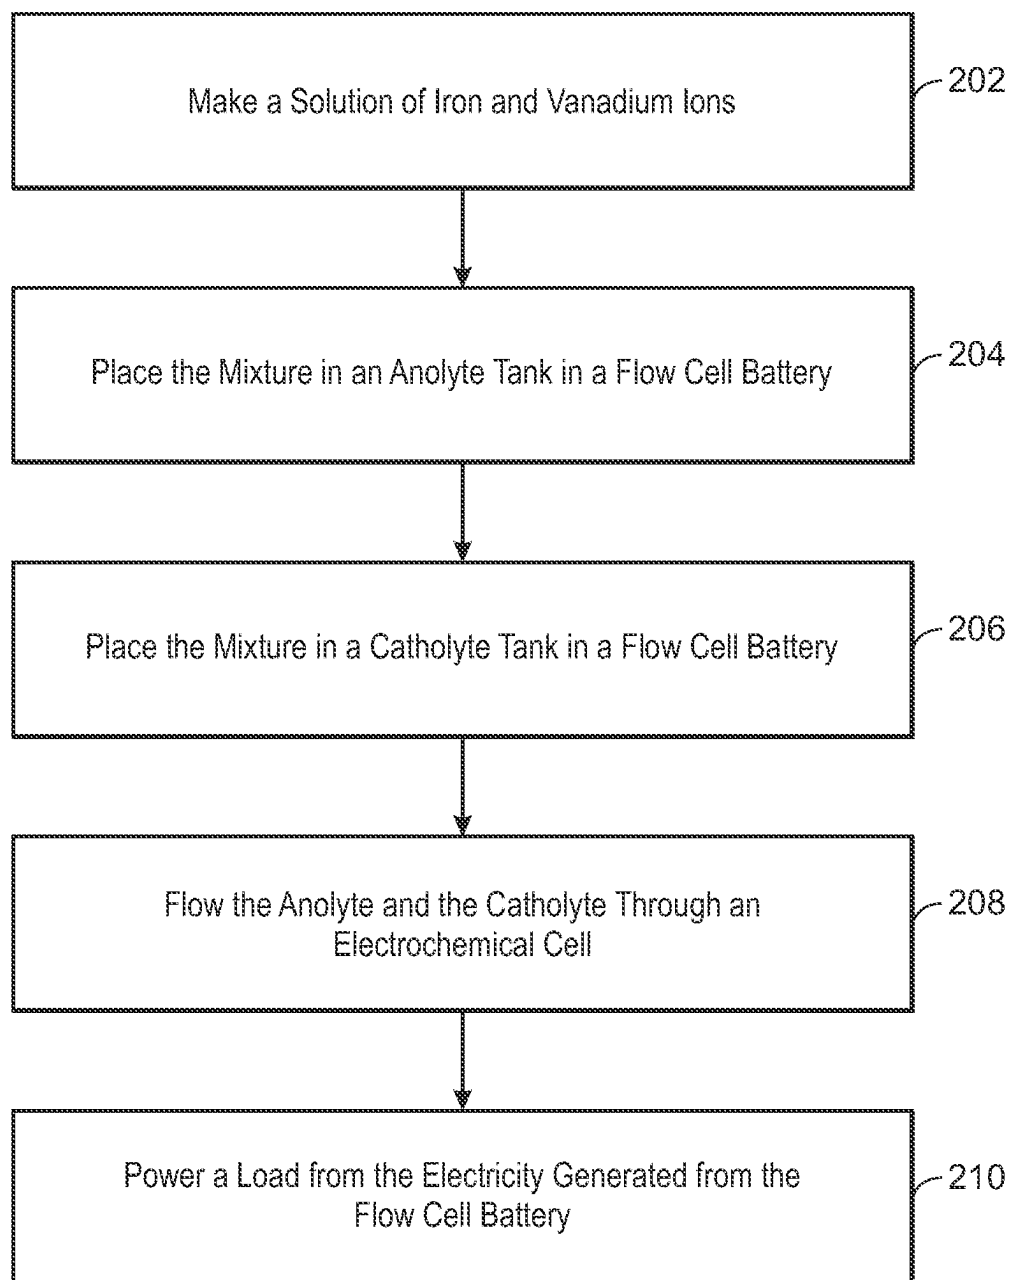 Make a Solution of Iron and Vanadium Ions
202
Place the Mixture in an Anolyte Tank in a Flow Cell Battery
204
Place the Mixture in a Catholyte Tank in a Flow Cell Battery
206
Flow the Anolyte and the Catholyte Through an
Electrochemical Cell
208
Power a Load from the Electricity Generated from the
Flow Cell Battery
210